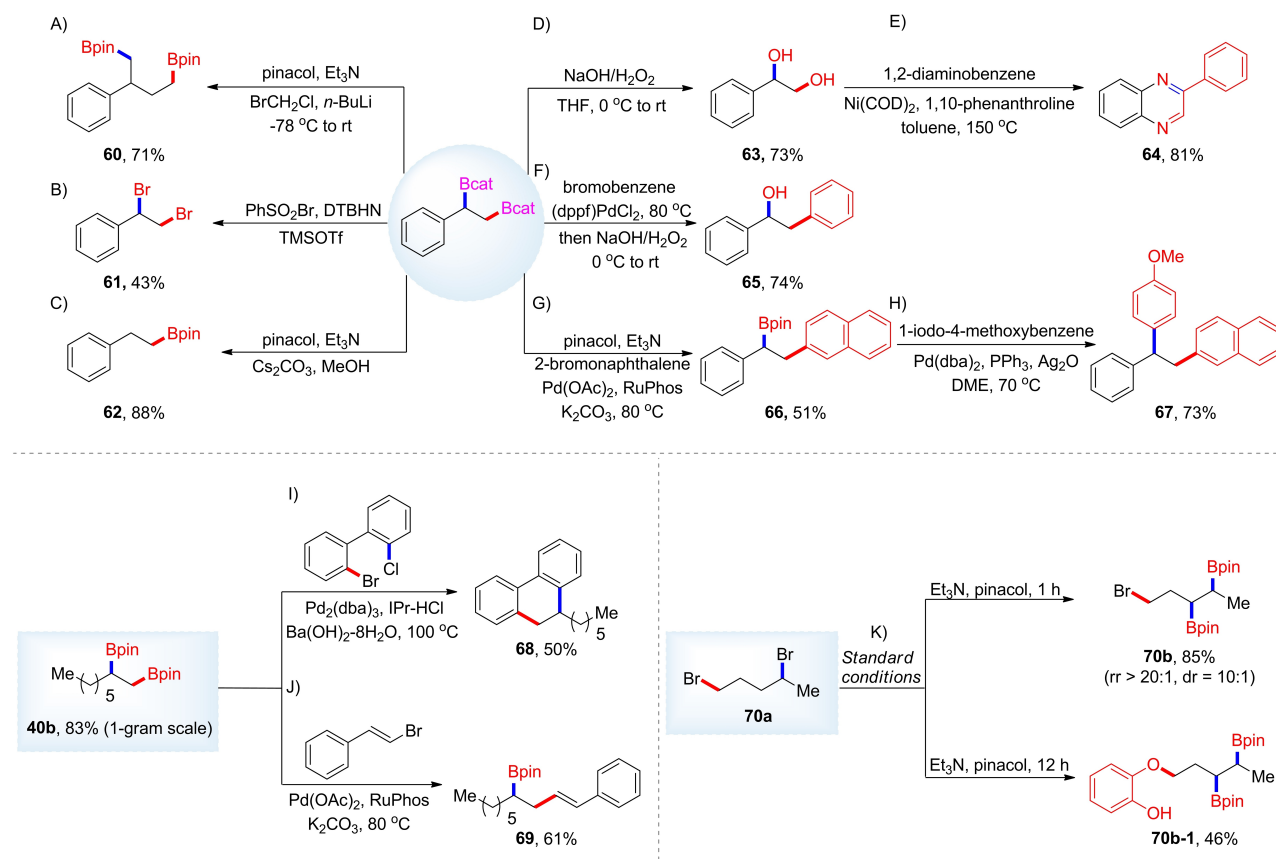 A)
Bpin
Bpin
60, 71%
pinacol, Et₃N
BrCH₂Cl, n-BuLi
-78 °C to rt
B)
Br
Br
61, 43%
PhSO₂Br, DTBHN
TMSOTf
C)
Bpin
62, 88%
pinacol, Et₃N
Cs₂CO₃, MeOH
Bcat
Bcat
D)
NaOH/H₂O₂
THF, 0 °C to rt
OH
OH
63, 73%
E)
1,2-diaminobenzene
Ni(COD)₂, 1,10-phenanthroline
toluene, 150 °C
N
N
64, 81%
F)
bromobenzene
(dppf)PdCl₂, 80 °C
then NaOH/H₂O₂
0 °C to rt
OH
65, 74%
G)
pinacol, Et₃N
2-bromonaphthalene
Pd(OAc)₂, RuPhos
K₂CO₃, 80 °C
Bpin
66, 51%
H)
1-iodo-4-methoxybenzene
Pd(dba)₂, PPh₃, Ag₂O
DME, 70 °C
OMe
67, 73%
Bpin
Bpin
Me
5
40b, 83% (1-gram scale)
I)
Cl
Br
Pd₂(dba)₃, IPr-HCl
Ba(OH)₂-8H₂O, 100 °C
Me
5
68, 50%
J)
Br
Pd(OAc)₂, RuPhos
K₂CO₃, 80 °C
Bpin
Me
5
69, 61%
Br
Br
Me
70a
K)
Standard
conditions
Et₃N, pinacol, 1 h
Bpin
Br
Me
Bpin
70b, 85%
(rr > 20:1, dr = 10:1)
Et₃N, pinacol, 12 h
Bpin
O
Me
Bpin
OH
70b-1, 46%